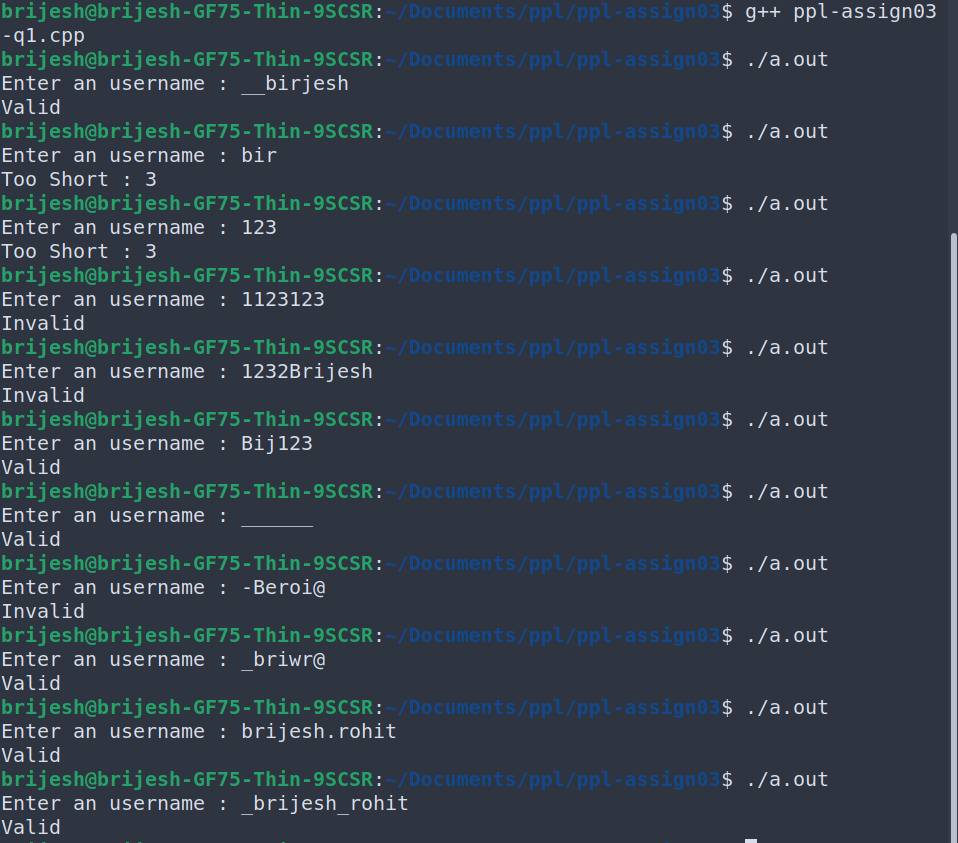 brijesh@brijesh-GF75-Thin-9SCSR:~/Documents/ppl/ppl-assign03$ g++ ppl-assign03
-q1.cpp
brijesh@brijesh-GF75-Thin-9SCSR:~/Documents/ppl/ppl-assign03$ ./a.out
Enter an username : __birjesh
Valid
brijesh@brijesh-GF75-Thin-9SCSR:~/Documents/ppl/ppl-assign03$ ./a.out
Enter an username : bir
Too Short : 3
brijesh@brijesh-GF75-Thin-9SCSR:~/Documents/ppl/ppl-assign03$ ./a.out
Enter an username : 123
Too Short : 3
brijesh@brijesh-GF75-Thin-9SCSR:~/Documents/ppl/ppl-assign03$ ./a.out
Enter an username : 1123123
Invalid
brijesh@brijesh-GF75-Thin-9SCSR:~/Documents/ppl/ppl-assign03$ ./a.out
Enter an username : 1232Brijesh
Invalid
brijesh@brijesh-GF75-Thin-9SCSR:~/Documents/ppl/ppl-assign03$ ./a.out
Enter an username : Bij123
Valid
brijesh@brijesh-GF75-Thin-9SCSR:~/Documents/ppl/ppl-assign03$ ./a.out
Enter an username : ______
Valid
brijesh@brijesh-GF75-Thin-9SCSR:~/Documents/ppl/ppl-assign03$ ./a.out
Enter an username : -Beroi@
Invalid
brijesh@brijesh-GF75-Thin-9SCSR:~/Documents/ppl/ppl-assign03$ ./a.out
Enter an username : _briwr@
Valid
brijesh@brijesh-GF75-Thin-9SCSR:~/Documents/ppl/ppl-assign03$ ./a.out
Enter an username : brijesh.rohit
Valid
brijesh@brijesh-GF75-Thin-9SCSR:~/Documents/ppl/ppl-assign03$ ./a.out
Enter an username : _brijesh_rohit
Valid